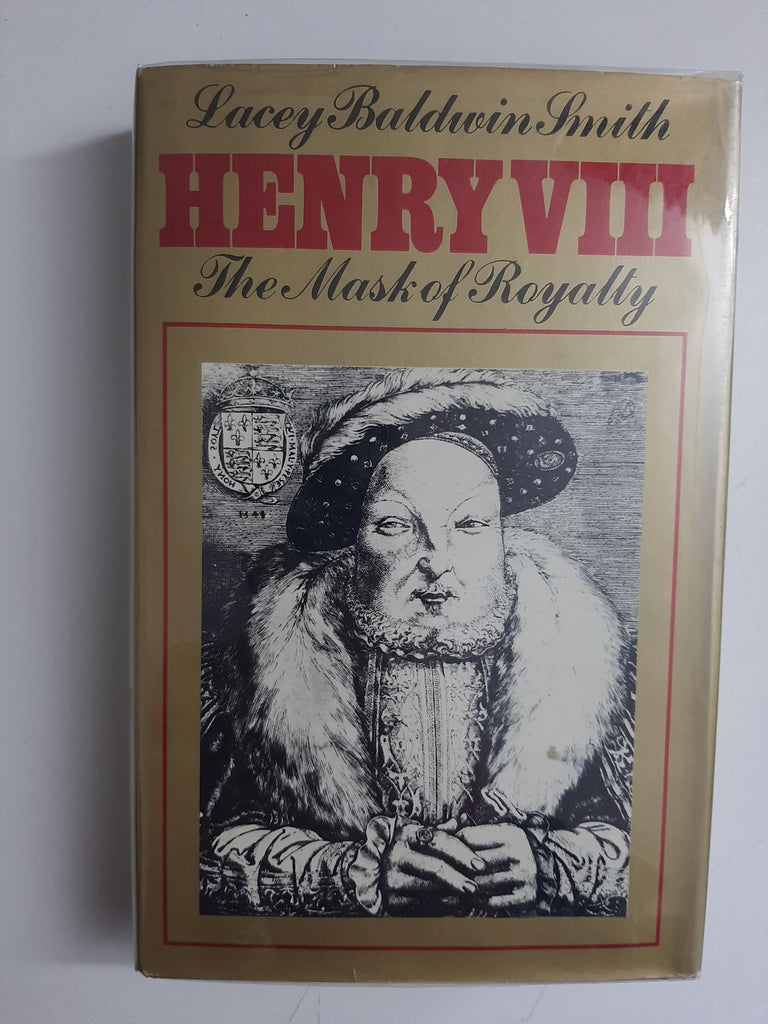 Lacey Baldwin Smith
HENRY VIII
The Mask of Royalty